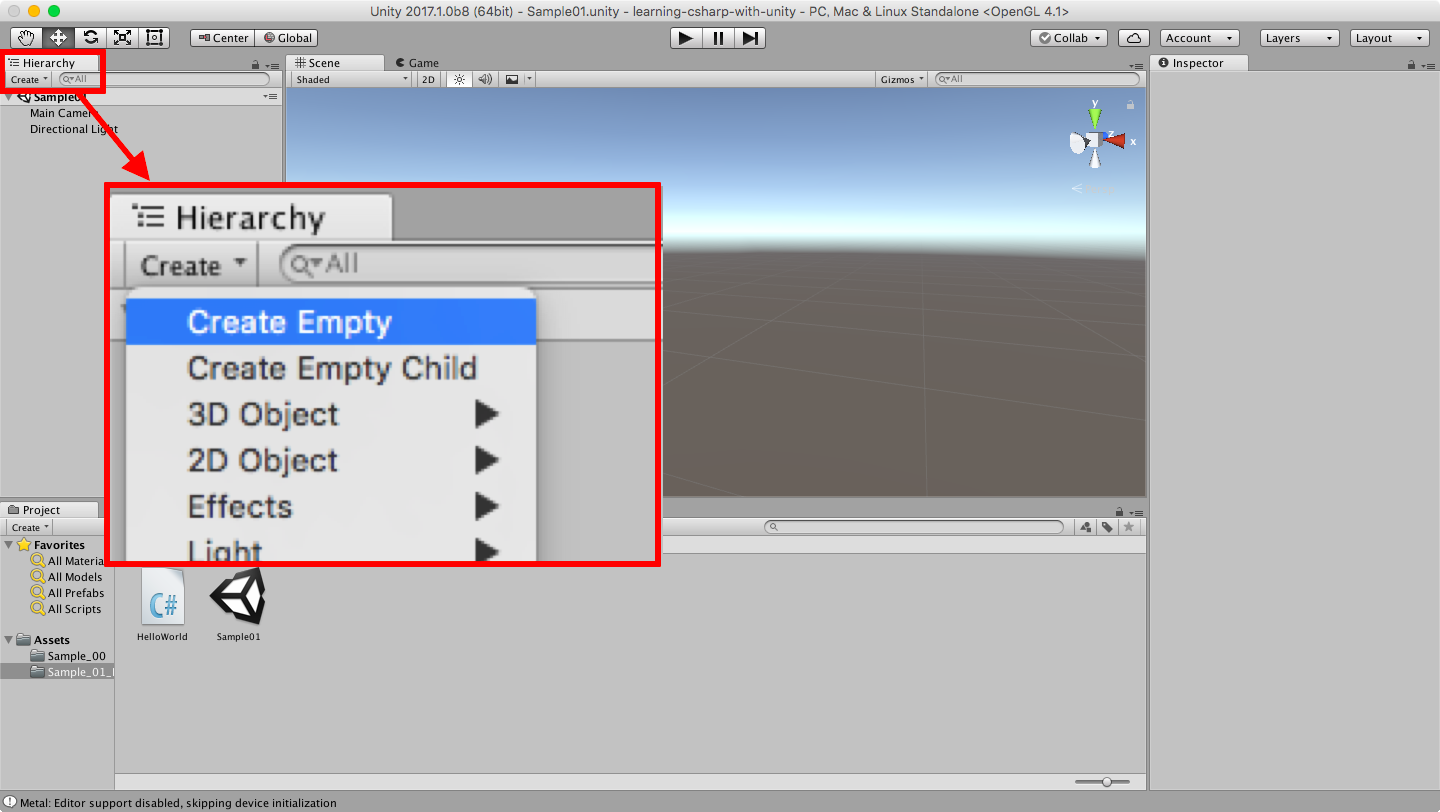 Unity 2017.1.0b8 (64bit) - Sample01.unity - learning-csharp-with-unity - PC, Mac & Linux Standalone <OpenGL 4.1>
Center Global Collab Account Layers Layout
Hierarchy
Create All
Sample01
Main Camera
Directional Light
Scene Game
Shaded 2D Gizmos All
y
z
x
Inspector
Hierarchy
Create All
Create Empty
Create Empty Child
3D Object
2D Object
Effects
Light
Project
Create
Favorites
All Materia
All Models
All Prefabs
All Scripts
Assets
Sample_00
Sample_01_
C#
HelloWorld Sample01
Metal: Editor support disabled, skipping device initialization